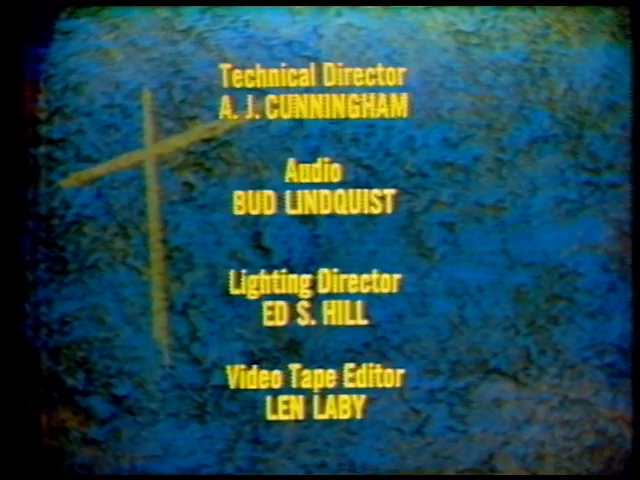 Technical Director
A. J. CUNNINGHAM
Audio
BUD LINDQUIST
Lighting Director
ED S. HILL
Video Tape Editor
LEN LABY